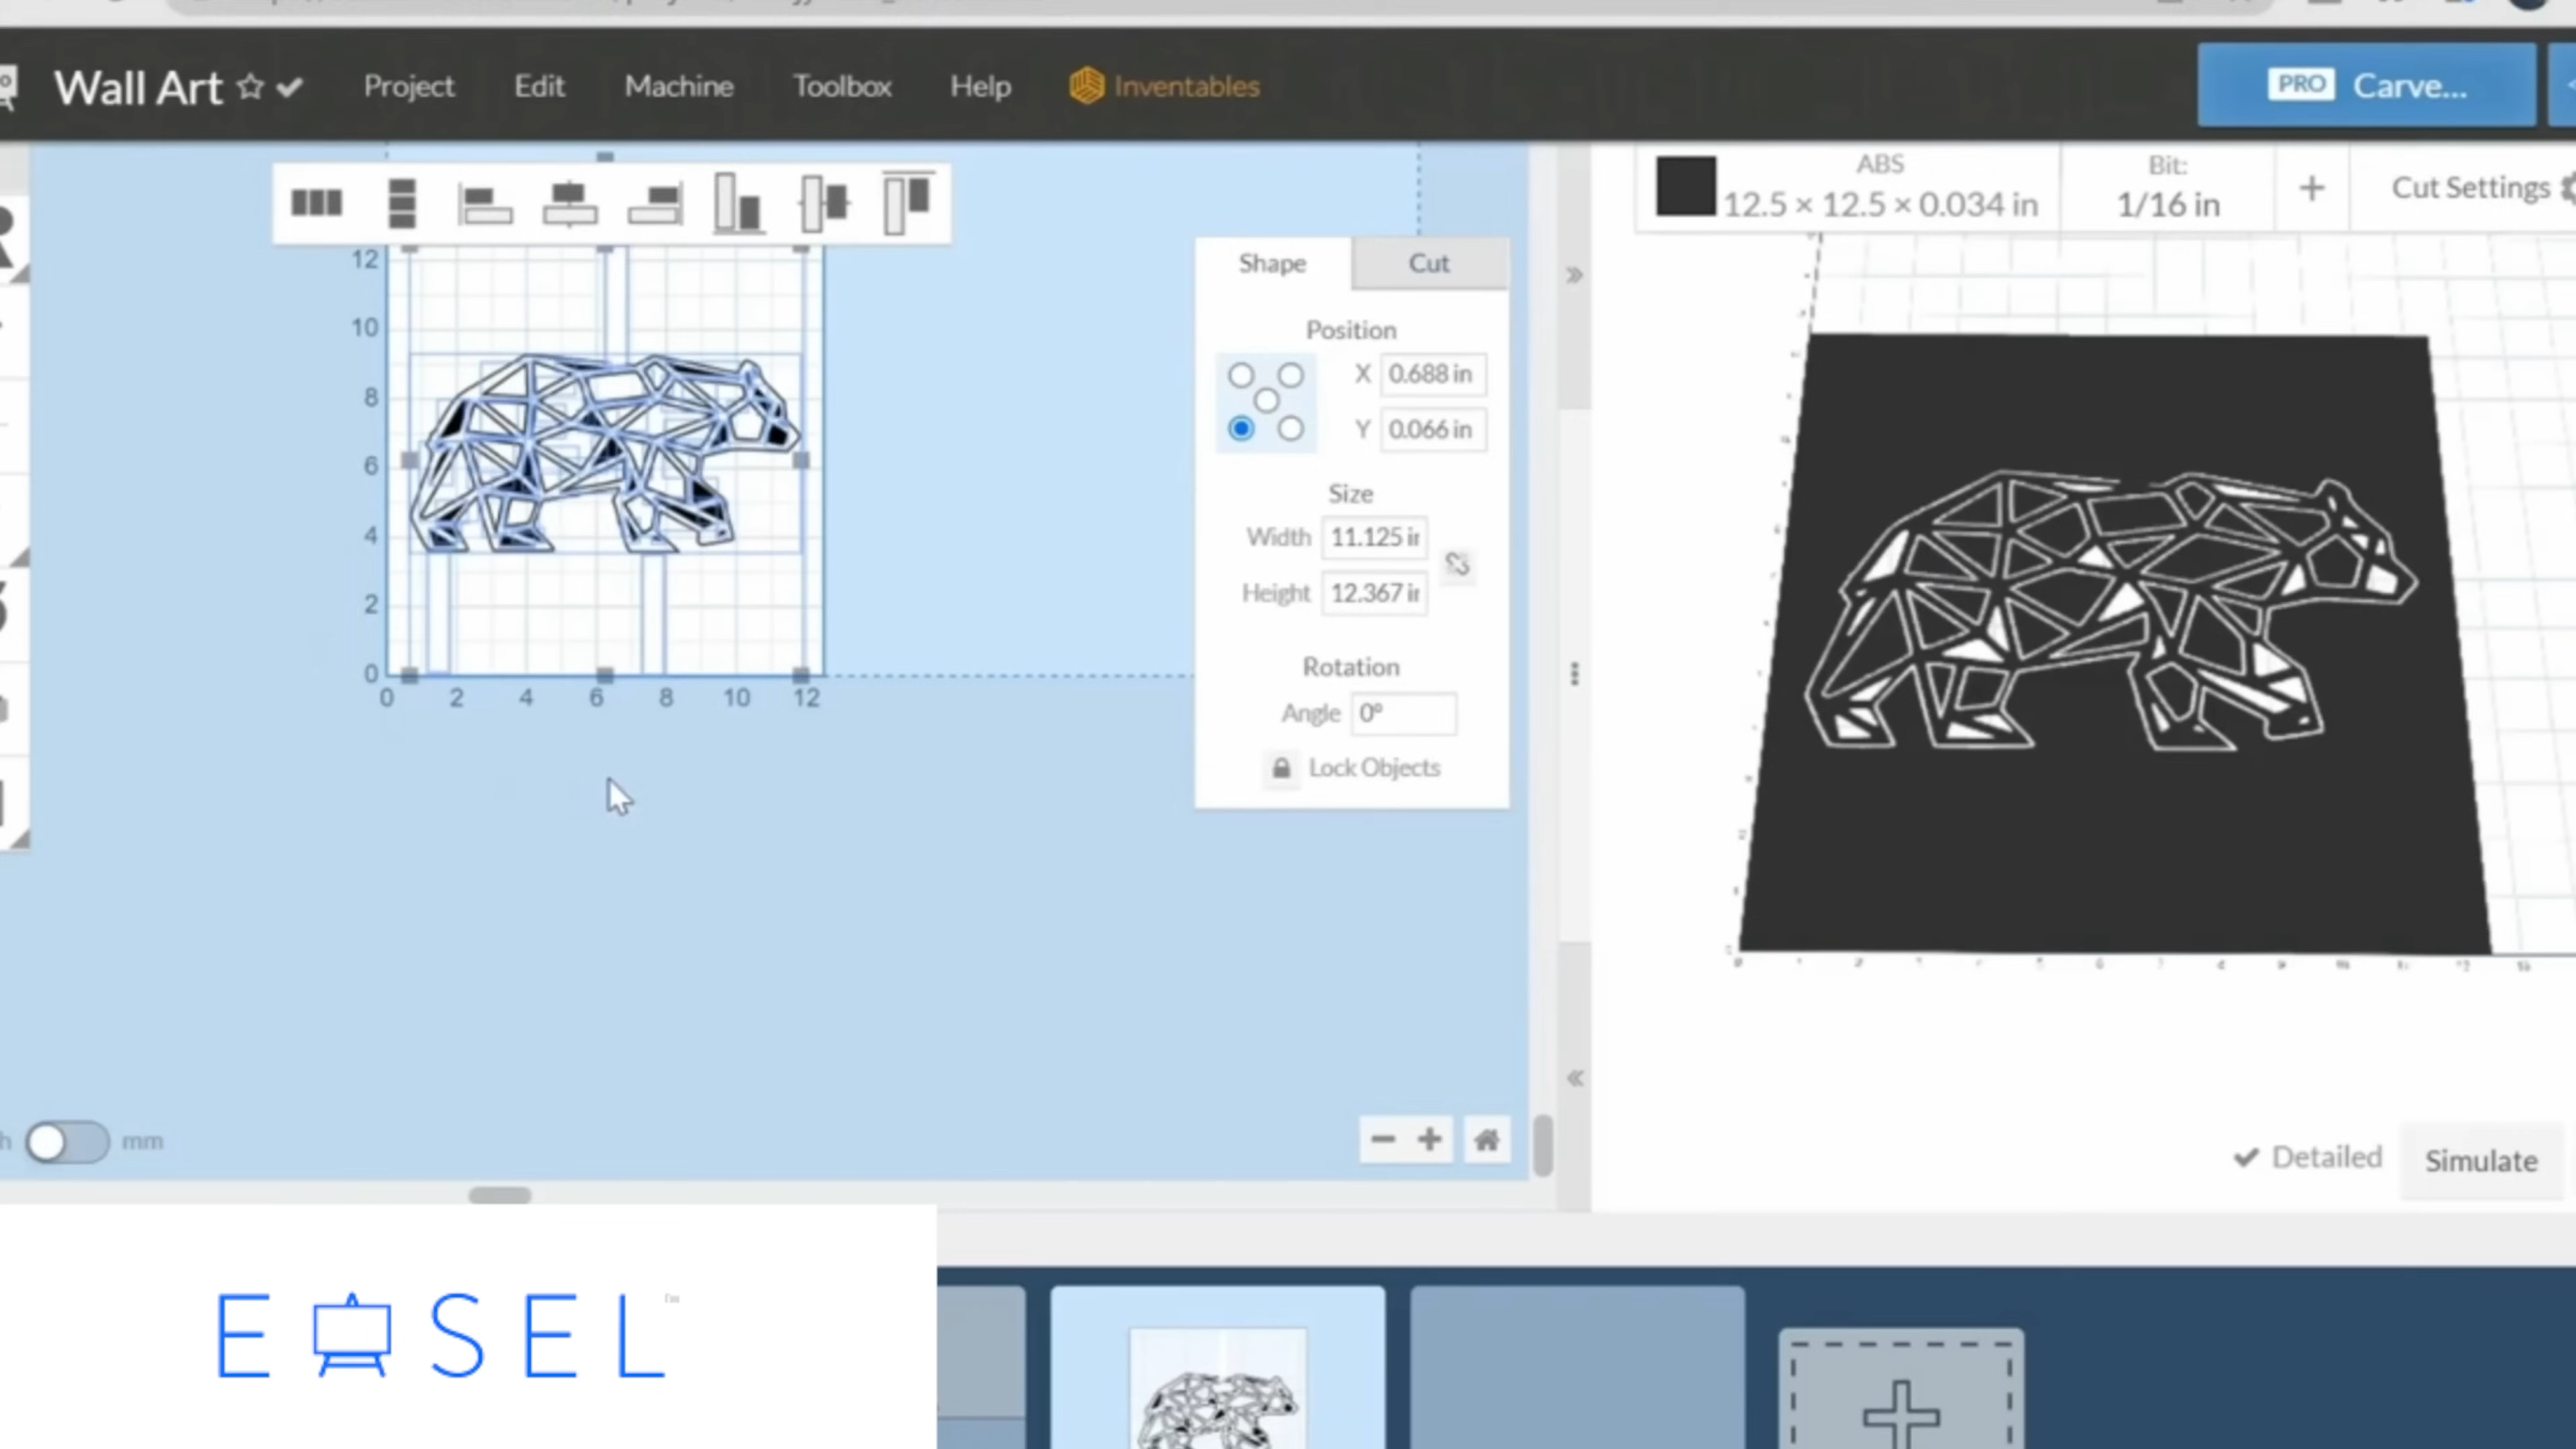 Wall Art Project Edit Machine Toolbox Help Inventables PRO Carve...
ABS
12.5 × 12.5 × 0.034 in
Bit:
1/16 in
+
Cut Settings
12
10
8
6
4
2
0
0 2 4 6 8 10 12
Shape Cut
Position
X 0.688 in
Y 0.066 in
Size
Width 11.125 i
Height 12.367 i
Rotation
Angle 0°
Lock Objects
mm
Detailed Simulate
E SEL